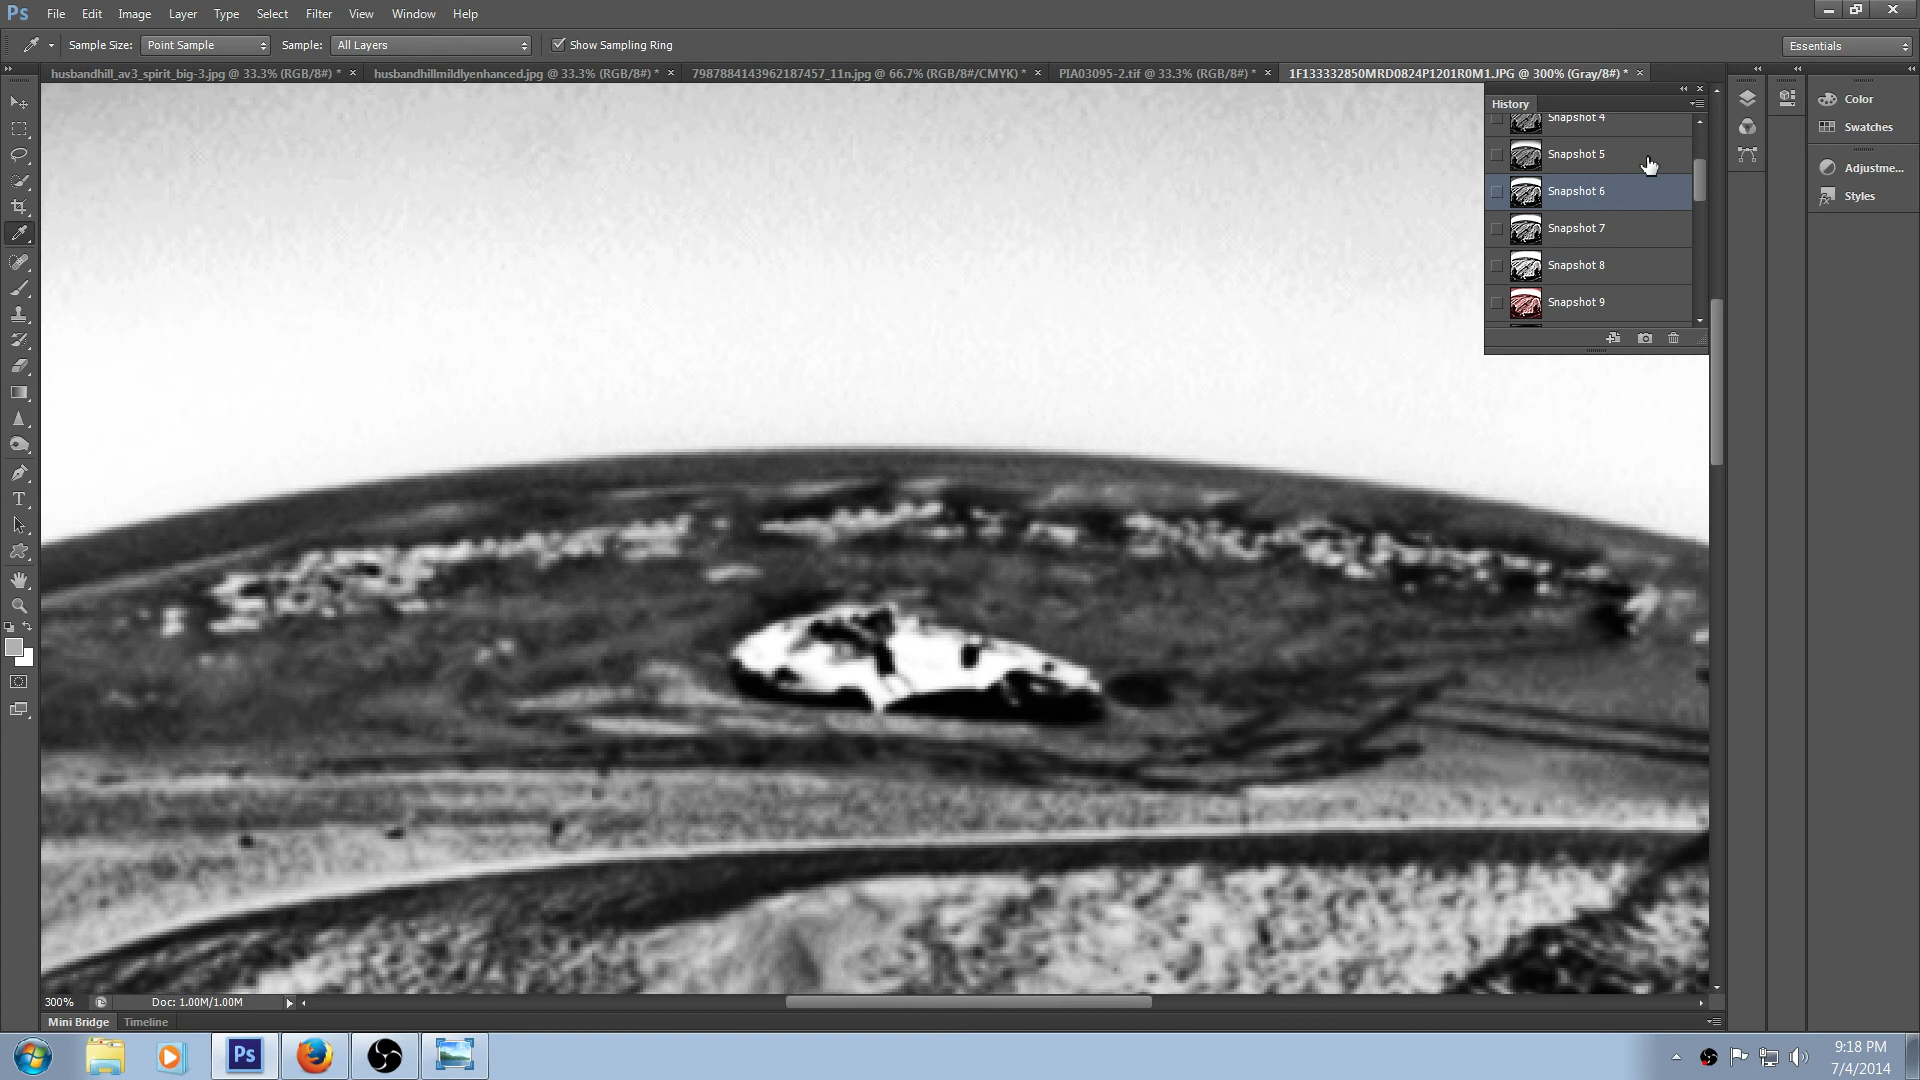 Ps File Edit Image Layer Type Select Filter View Window Help
Sample Size: Point Sample Sample: All Layers Show Sampling Ring Essentials
husbandhill_av3_spirit_big-3.jpg @ 33.3% (RGB/8#) * × husbandhillmildlyenhanced.jpg @ 33.3% (RGB/8#) * × 7987884143962187457_11n.jpg @ 66.7% (RGB/8#/CMYK) * × PIA03095-2.tif @ 33.3% (RGB/8#) * × 1F133332850MRD0824P1201R0M1.JPG @ 300% (Gray/8#) * ×
History
Snapshot 4
Snapshot 5
Snapshot 6
Snapshot 7
Snapshot 8
Snapshot 9
Color
Swatches
Adjustme...
Styles
300% Doc: 1.00M/1.00M
Mini Bridge Timeline
Ps
9:18 PM
7/4/2014